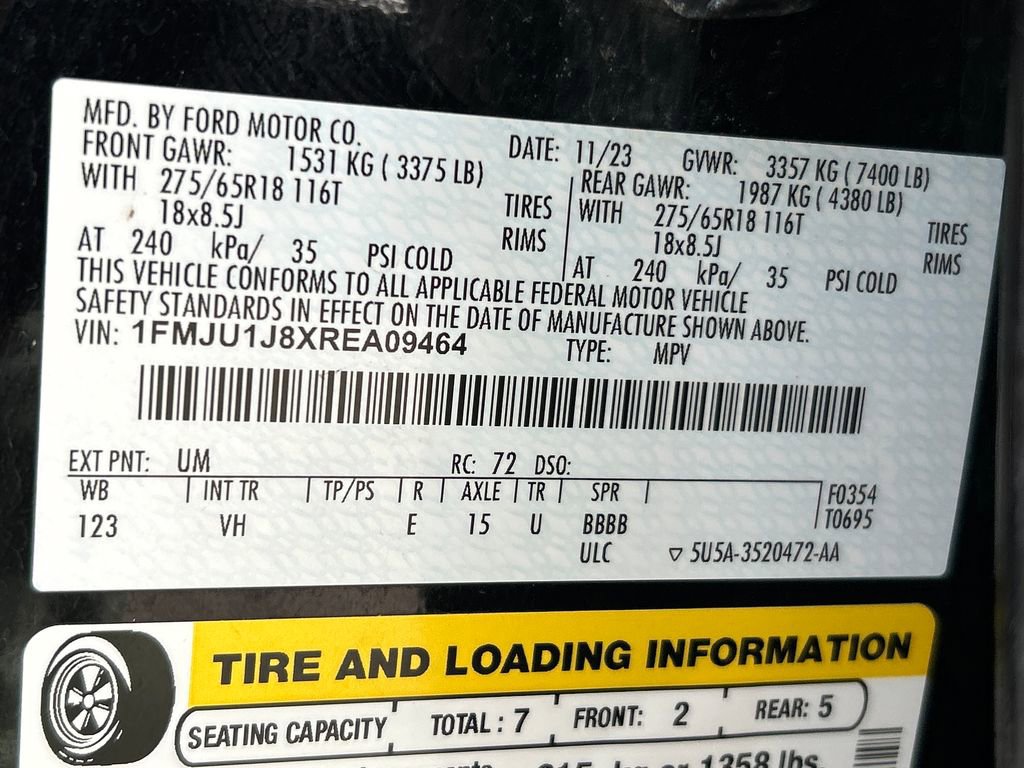 MFD. BY FORD MOTOR CO. DATE: 11/23 GVWR: 3357 KG ( 7400 LB)
FRONT GAWR: 1531 KG ( 3375 LB) REAR GAWR: 1987 KG ( 4380 LB)
WITH 275/65R18 116T TIRES WITH 275/65R18 116T TIRES
18x8.5J RIMS 18x8.5J RIMS
AT 240 kPa/ 35 PSI COLD AT 240 kPa/ 35 PSI COLD
THIS VEHICLE CONFORMS TO ALL APPLICABLE FEDERAL MOTOR VEHICLE
SAFETY STANDARDS IN EFFECT ON THE DATE OF MANUFACTURE SHOWN ABOVE.
VIN: 1FMJU1J8XREA09464 TYPE: MPV
EXT PNT: UM RC: 72 DSO:
WB INT TR TP/PS R AXLE TR SPR F0354
123 VH E 15 U BBBB T0695
ULC ▽ 5U5A-3520472-AA
TIRE AND LOADING INFORMATION
SEATING CAPACITY TOTAL : 7 FRONT: 2 REAR: 5
kg or 1358 lbs.